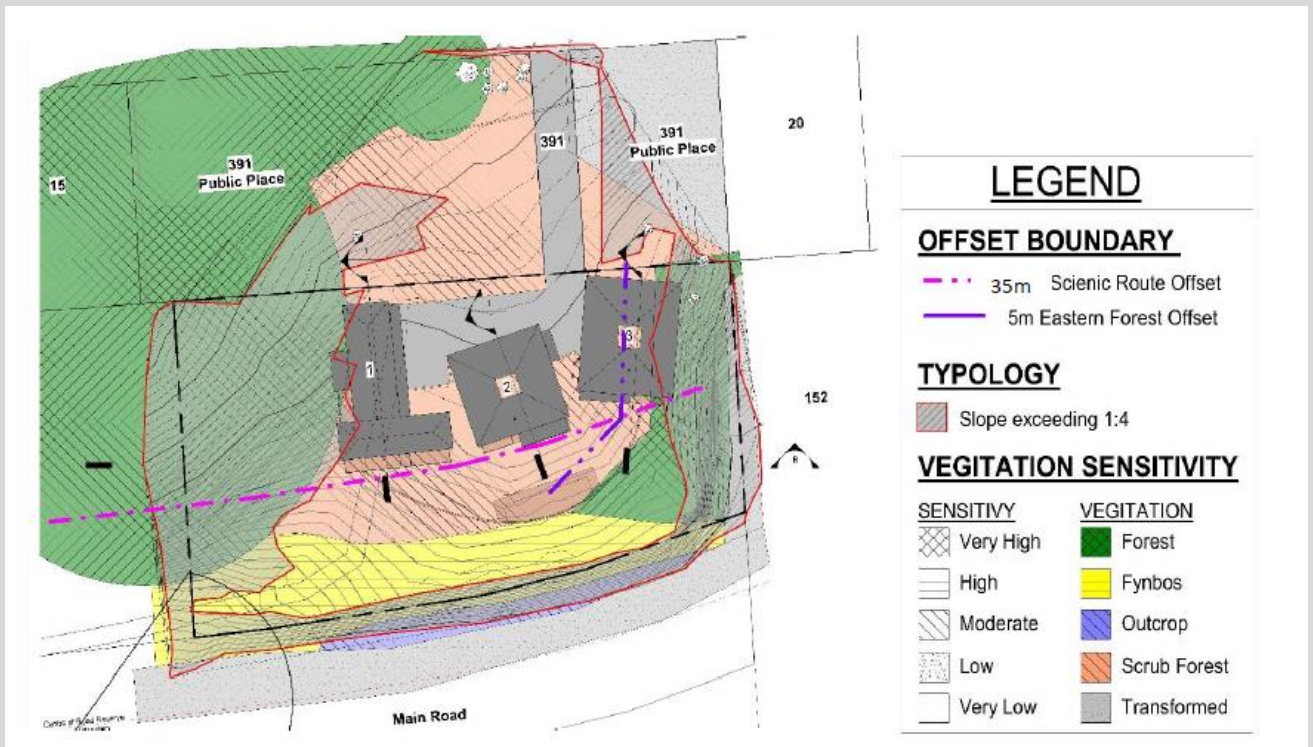 15
391
Public Place
391
391
Public Place
20
1
2
3
152
8
Main Road
LEGEND
OFFSET BOUNDARY
35m Scienic Route Offset
5m Eastern Forest Offset
TYPOLOGY
Slope exceeding 1:4
VEGITATION SENSITIVITY
SENSITIVY VEGETATION
Very High Forest
High Fynbos
Moderate Outcrop
Low Scrub Forest
Very Low Transformed